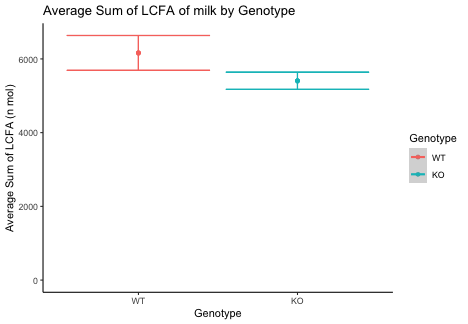 Average Sum of LCFA of milk by Genotype
Average Sum of LCFA (n mol)
6000
4000
2000
0
WT
KO
Genotype
Genotype
WT
KO